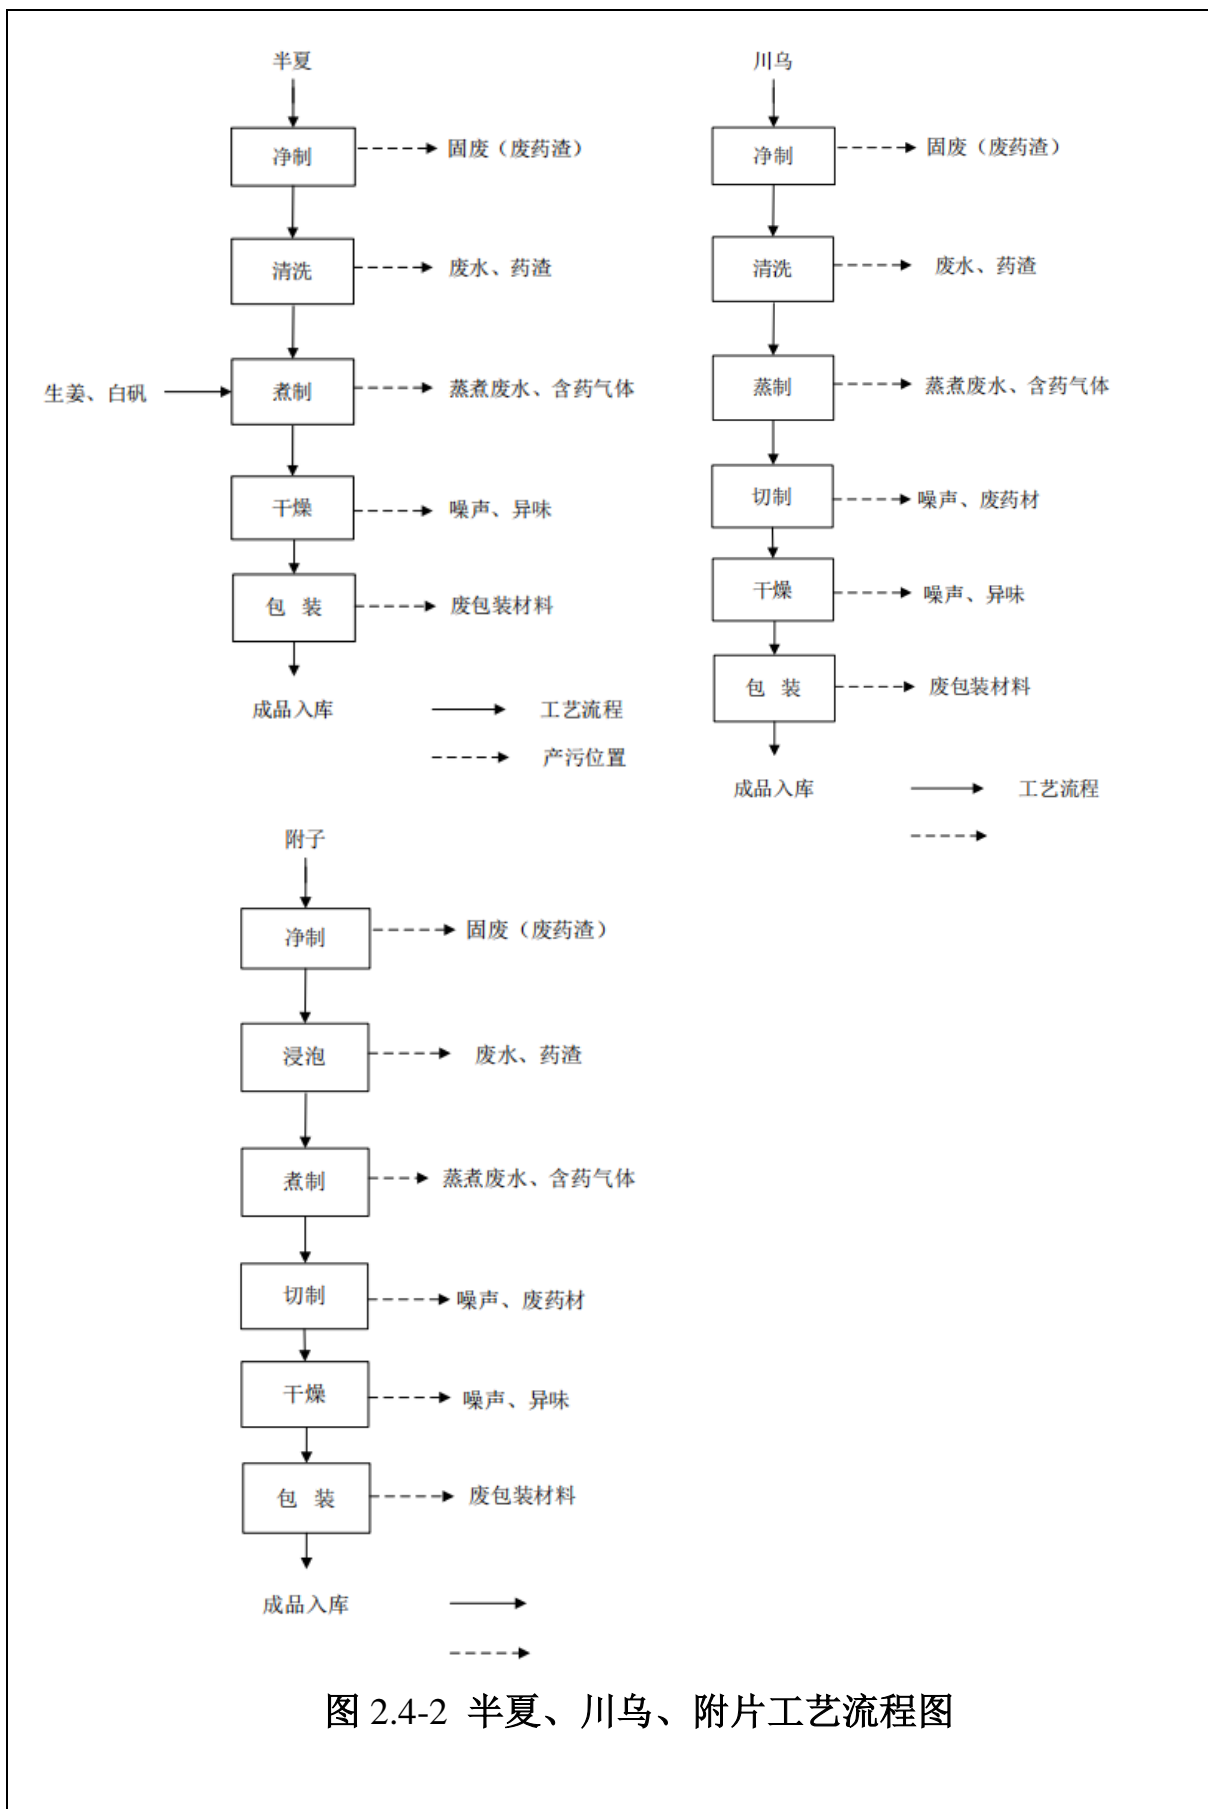 半夏
净制
固废（废药渣）
清洗
废水、药渣
生姜、白矾
煮制
蒸煮废水、含药气体
干燥
噪声、异味
包 装
废包装材料
成品入库
工艺流程
产污位置
川乌
净制
固废（废药渣）
清洗
废水、药渣
蒸制
蒸煮废水、含药气体
切制
噪声、废药材
干燥
噪声、异味
包 装
废包装材料
成品入库
工艺流程
附子
净制
固废（废药渣）
浸泡
废水、药渣
煮制
蒸煮废水、含药气体
切制
噪声、废药材
干燥
噪声、异味
包 装
废包装材料
成品入库
图 2.4-2 半夏、川乌、附片工艺流程图